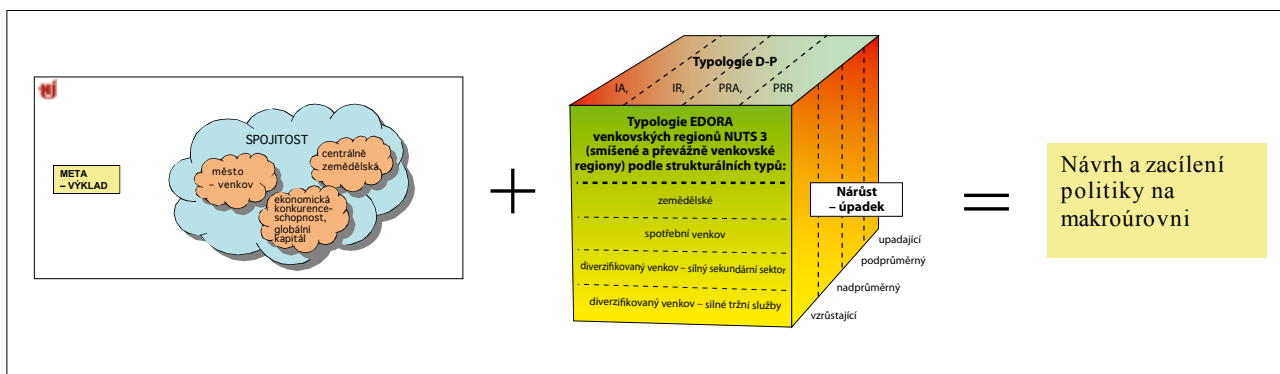 META
– VÝKLAD
SPOJITOST
město
– venkov
centrálně
zemědělská
ekonomická
konkurence-
schopnost,
globální
kapitál
+
Typologie D-P
IA,
IR,
PRA,
PRR
Typologie EDORA
venkovských regionů NUTS 3
(smíšené a převážně venkovské
regiony) podle strukturálních typů:
zemědělské
spotřební venkov
diverzifikovaný venkov – silný sekundární sektor
diverzifikovaný venkov – silné tržní služby
Nárůst
– úpadek
upadající
podprůměrný
nadprůměrný
vzrůstající
=
Návrh a zacílení
politiky na
makroúrovni